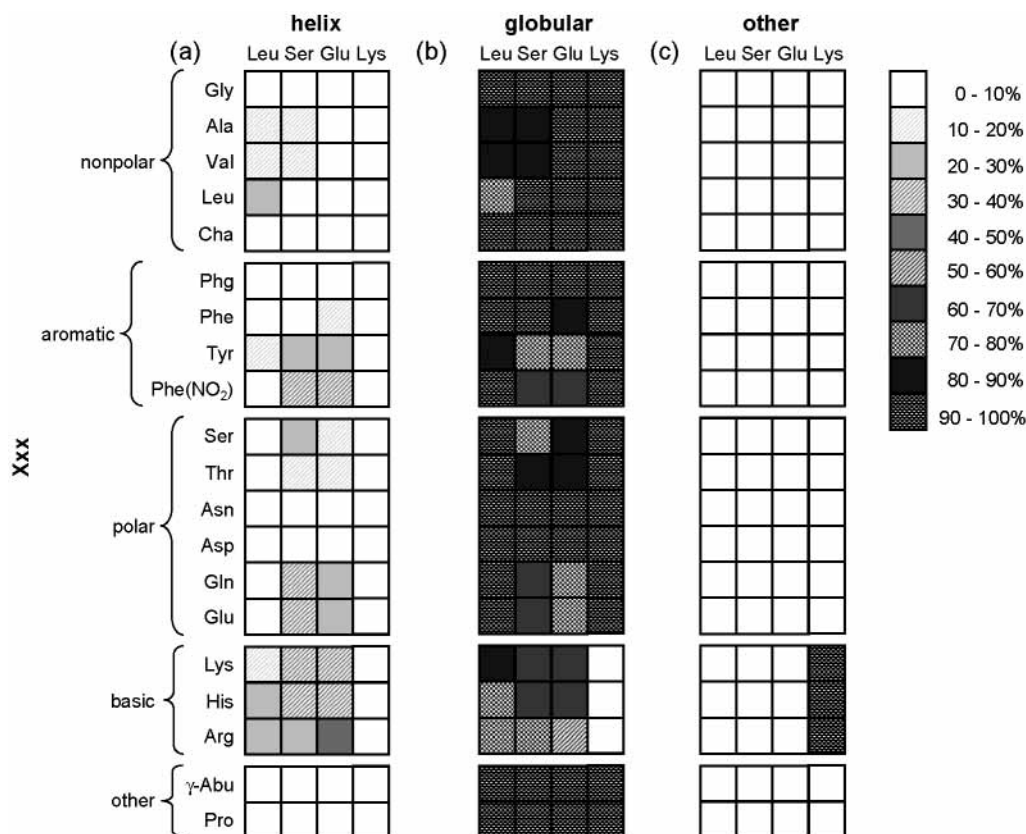 helix globular other
(a) Leu Ser Glu Lys (b) Leu Ser Glu Lys (c) Leu Ser Glu Lys
Xxx
nonpolar
Gly
Ala
Val
Leu
Cha
aromatic
Phg
Phe
Tyr
Phe(NO₂)
polar
Ser
Thr
Asn
Asp
Gln
Glu
basic
Lys
His
Arg
other
γ-Abu
Pro
0 - 10%
10 - 20%
20 - 30%
30 - 40%
40 - 50%
50 - 60%
60 - 70%
70 - 80%
80 - 90%
90 - 100%